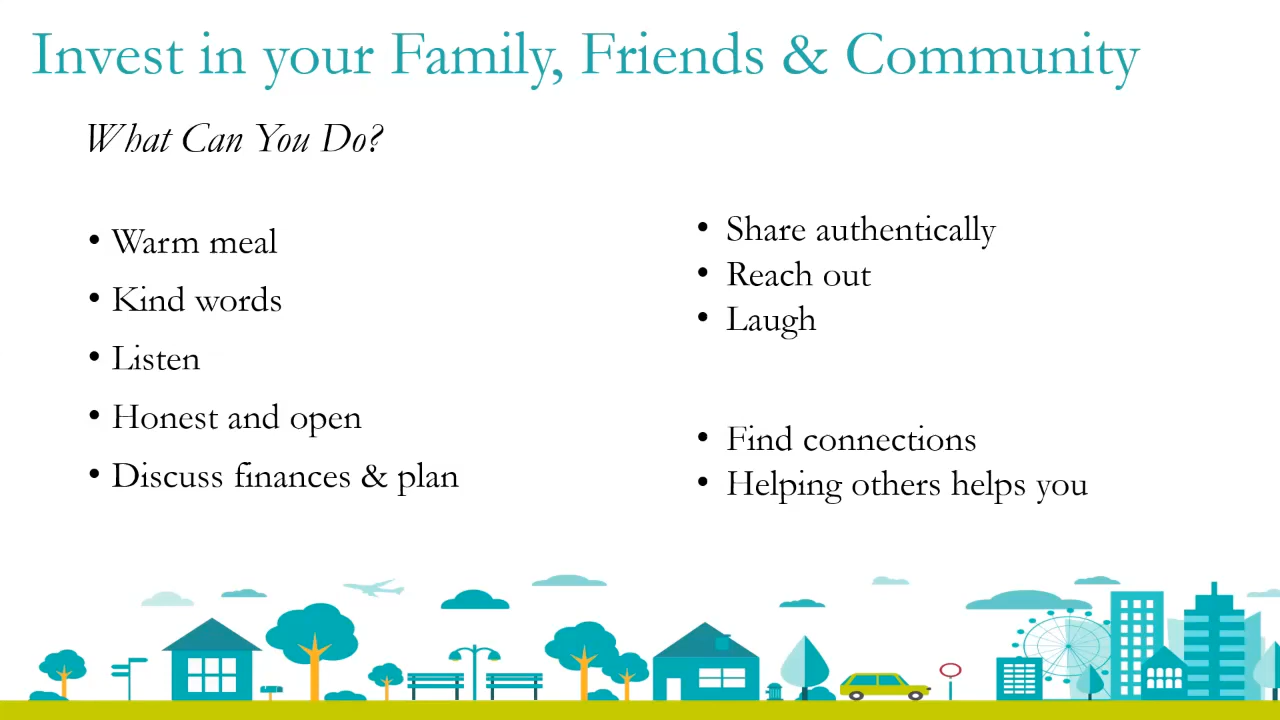 Invest in your Family, Friends & Community
What Can You Do?
• Warm meal
• Kind words
• Listen
• Honest and open
• Discuss finances & plan
• Share authentically
• Reach out
• Laugh
• Find connections
• Helping others helps you